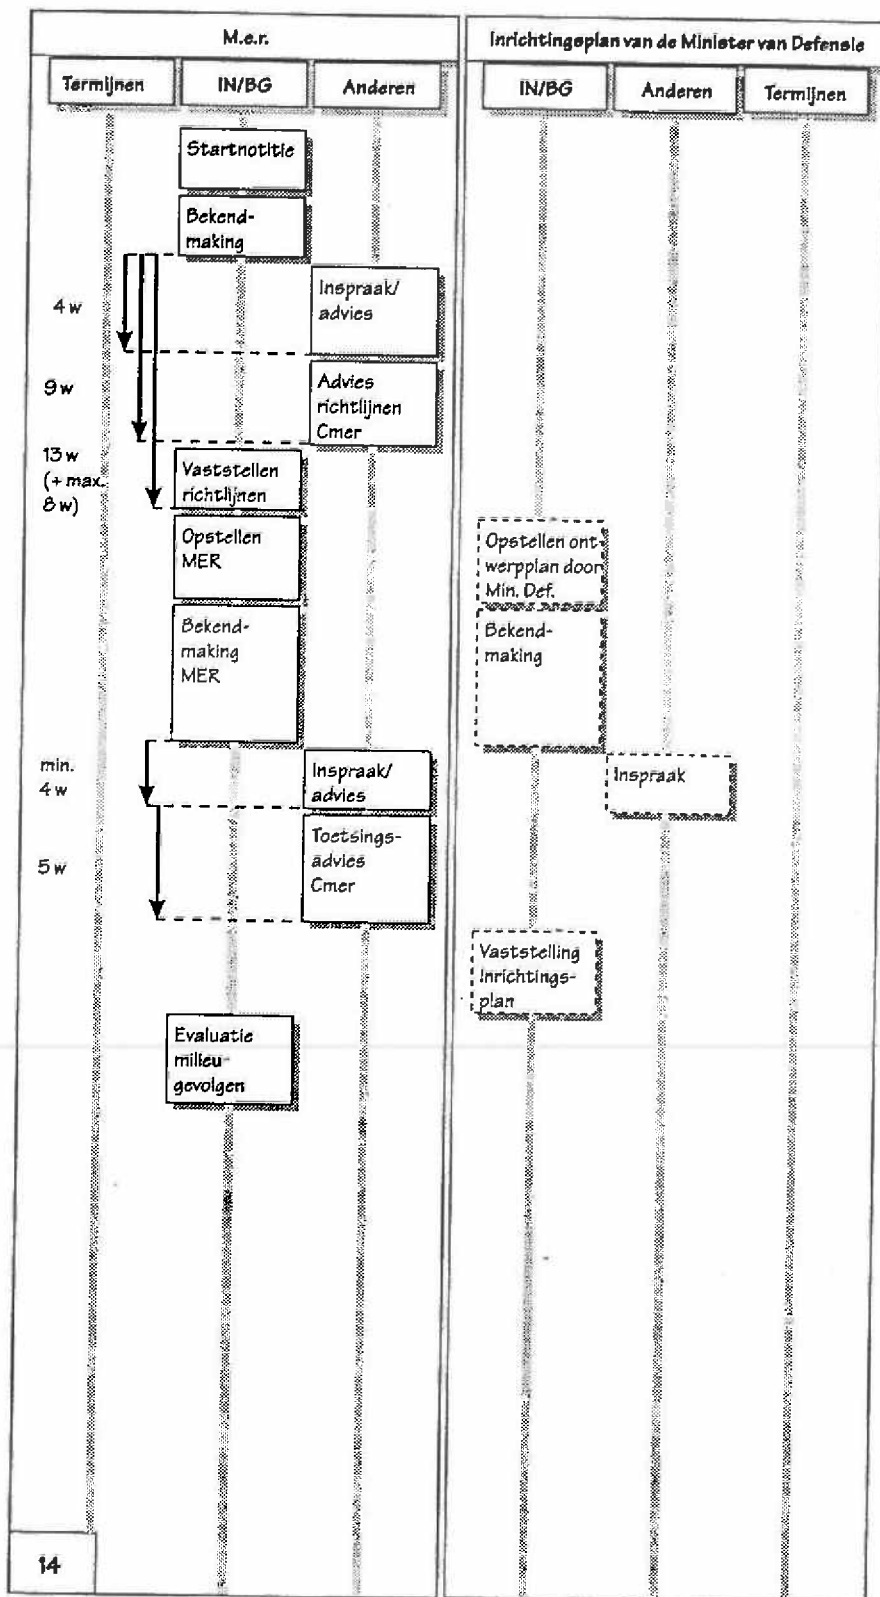 M.e.r.
Inrichtingsplan van de Minister van Defensie
Termijnen
IN/BG
Anderen
IN/BG
Anderen
Termijnen
Startnotitie
Bekend-
making
4 w
Inspraak/
advies
9 w
Advies
richtlijnen
Cmer
13 w
(+ max.
8 w)
Vaststellen
richtlijnen
Opstellen
MER
Opstellen ont-
werpplan door
Min. Def.
Bekend-
making
MER
Bekend-
making
min.
4 w
Inspraak/
advies
Inspraak
5 w
Toetsings-
advies
Cmer
Vaststelling
Inrichtings-
plan
Evaluatie
milieu-
gevolgen
14